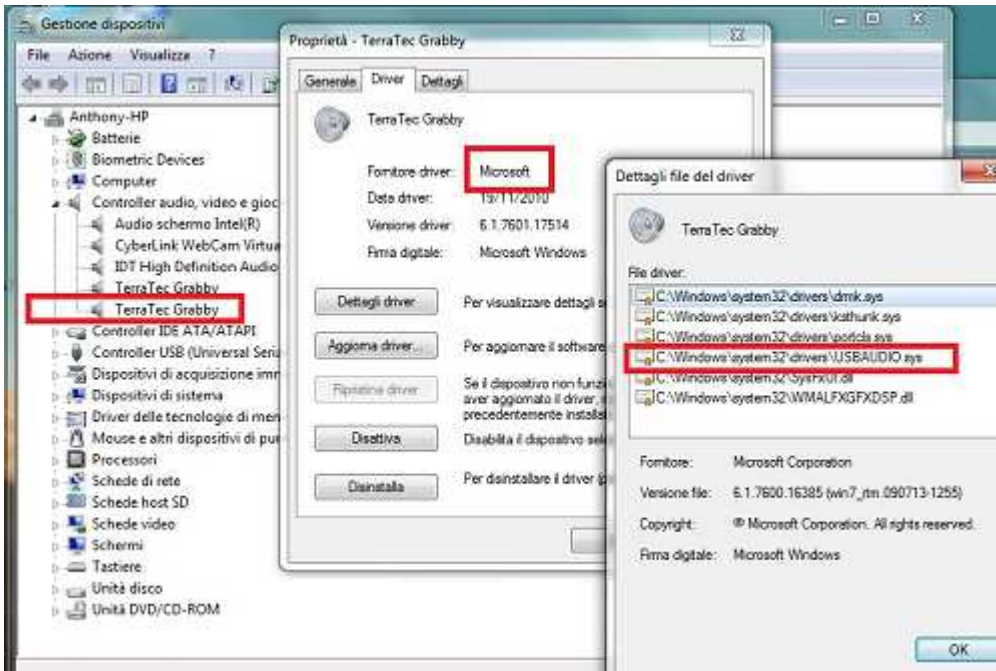 Gestione dispositivi
File Azione Visualizza ?
Anthony-HP
Batterie
Biometric Devices
Computer
Controller audio, video e gioc
Audio schermo Intel(R)
CyberLink WebCam Virtua
IDT High Definition Audio
TerraTec Grabby
TerraTec Grabby
Controller IDE ATA/ATAPI
Controller USB (Universal Seria
Dispositivi di acquisizione imm
Dispositivi di sistema
Driver delle tecnologie di mem
Mouse e altri dispositivi di pun
Processori
Schede di rete
Schede host SD
Schede video
Schermi
Tastiere
Unità disco
Unità DVD/CD-ROM
Proprietà - TerraTec Grabby
Generale Driver Dettagli
TerraTec Grabby
Fornitore driver: Microsoft
Data driver: 19/11/2010
Versione driver: 6.1.7601.17514
Firma digitale: Microsoft Windows
Dettagli driver Per visualizzare dettagli s
Aggiorna driver... Per aggiornare il software
Ripristina driver Se il dispositivo non funzi
aver aggiornato il driver,
precedentemente installat
Disattiva Disabilita il dispositivo sele
Disinstalla Per disinstallare il driver (p
Dettagli file del driver
TerraTec Grabby
File driver:
C:\Windows\system32\drivers\drmk.sys
C:\Windows\system32\drivers\ksthunk.sys
C:\Windows\system32\drivers\portcls.sys
C:\Windows\system32\drivers\USBAUDIO.sys
C:\Windows\system32\SysFxUI.dll
C:\Windows\system32\WMALFXGFXDSP.dll
Fornitore: Microsoft Corporation
Versione file: 6.1.7600.16385 (win7_rtm.090713-1255)
Copyright: © Microsoft Corporation. All rights reserved.
Firma digitale: Microsoft Windows
OK